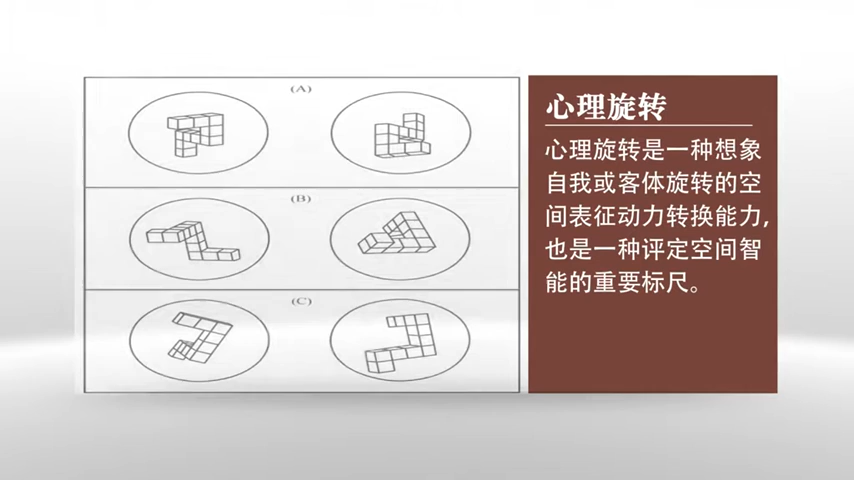 (A)
(B)
(C)
心理旋转
心理旋转是一种想象
自我或客体旋转的空
间表征动力转换能力,
也是一种评定空间智
能的重要标尺。